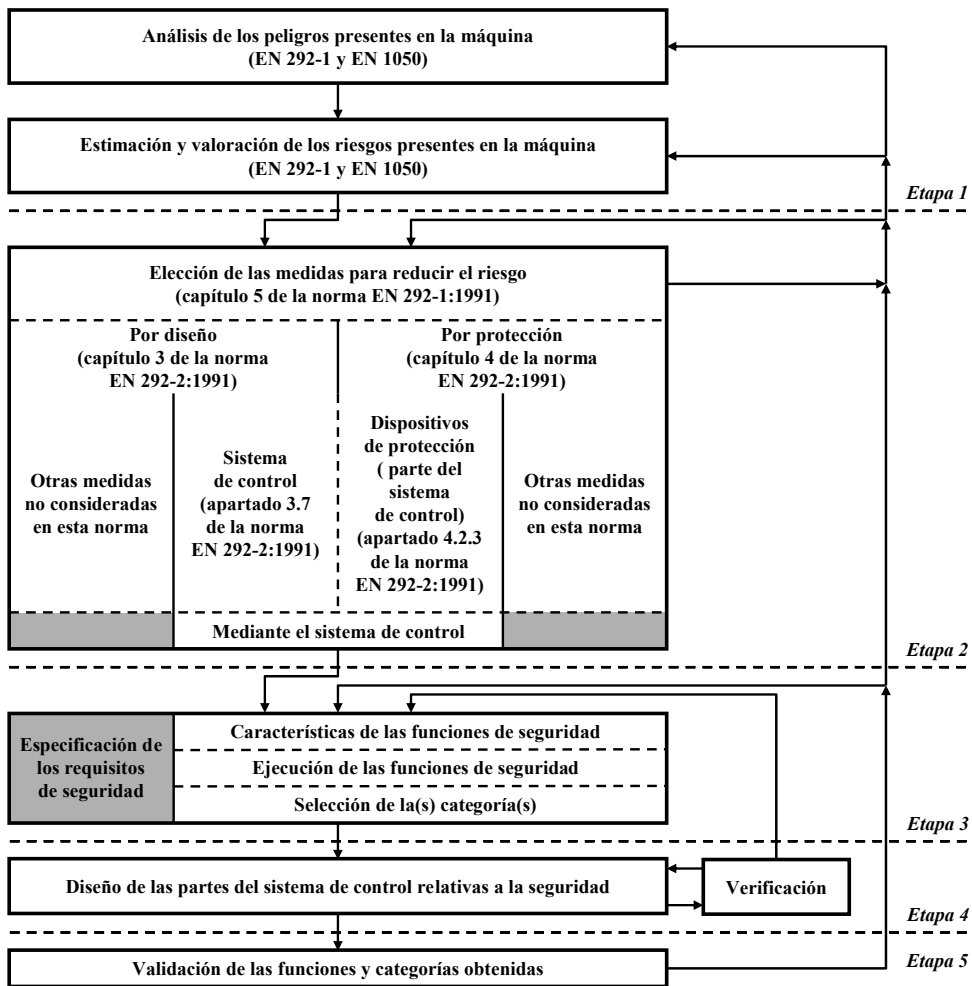 Análisis de los peligros presentes en la máquina
(EN 292-1 y EN 1050)
Estimación y valoración de los riesgos presentes en la máquina
(EN 292-1 y EN 1050)
Etapa 1
Elección de las medidas para reducir el riesgo
(capítulo 5 de la norma EN 292-1:1991)
Por diseño
(capítulo 3 de la norma
EN 292-2:1991)
Por protección
(capítulo 4 de la norma
EN 292-2:1991)
Otras medidas
no consideradas
en esta norma
Sistema
de control
(apartado 3.7
de la norma
EN 292-2:1991)
Dispositivos
de protección
( parte del
sistema
de control)
(apartado 4.2.3
de la norma
EN 292-2:1991)
Otras medidas
no consideradas
en esta norma
Mediante el sistema de control
Etapa 2
Especificación de
los requisitos
de seguridad
Características de las funciones de seguridad
Ejecución de las funciones de seguridad
Selección de la(s) categoría(s)
Etapa 3
Diseño de las partes del sistema de control relativas a la seguridad
Verificación
Etapa 4
Validación de las funciones y categorías obtenidas
Etapa 5